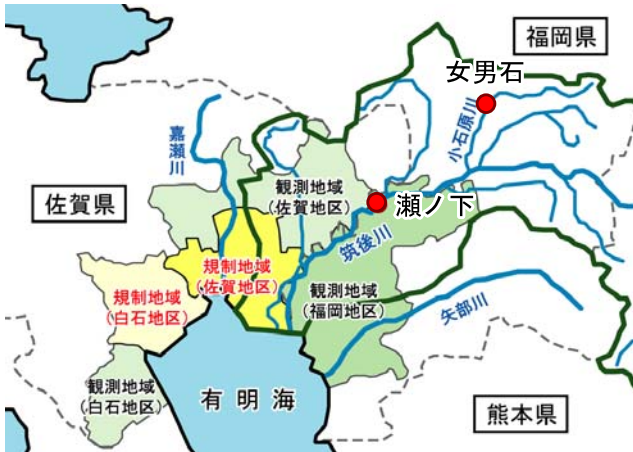 福岡県
女男石
小石原川
嘉瀬川
佐賀県
観測地域
(佐賀地区)
瀬ノ下
筑後川
規制地域
(佐賀地区)
規制地域
(白石地区)
観測地域
(福岡地区)
矢部川
観測地域
(白石地区)
有明海
熊本県